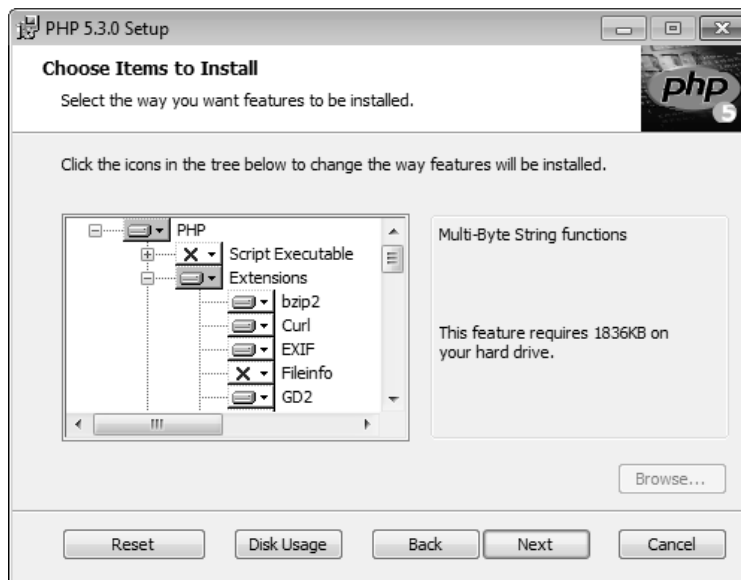 PHP 5.3.0 Setup
Choose Items to Install
Select the way you want features to be installed.
php
5
Click the icons in the tree below to change the way features will be installed.
PHP
Script Executable
Extensions
bzip2
Curl
EXIF
Fileinfo
GD2
Multi-Byte String functions
This feature requires 1836KB on
your hard drive.
Browse...
Reset
Disk Usage
Back
Next
Cancel